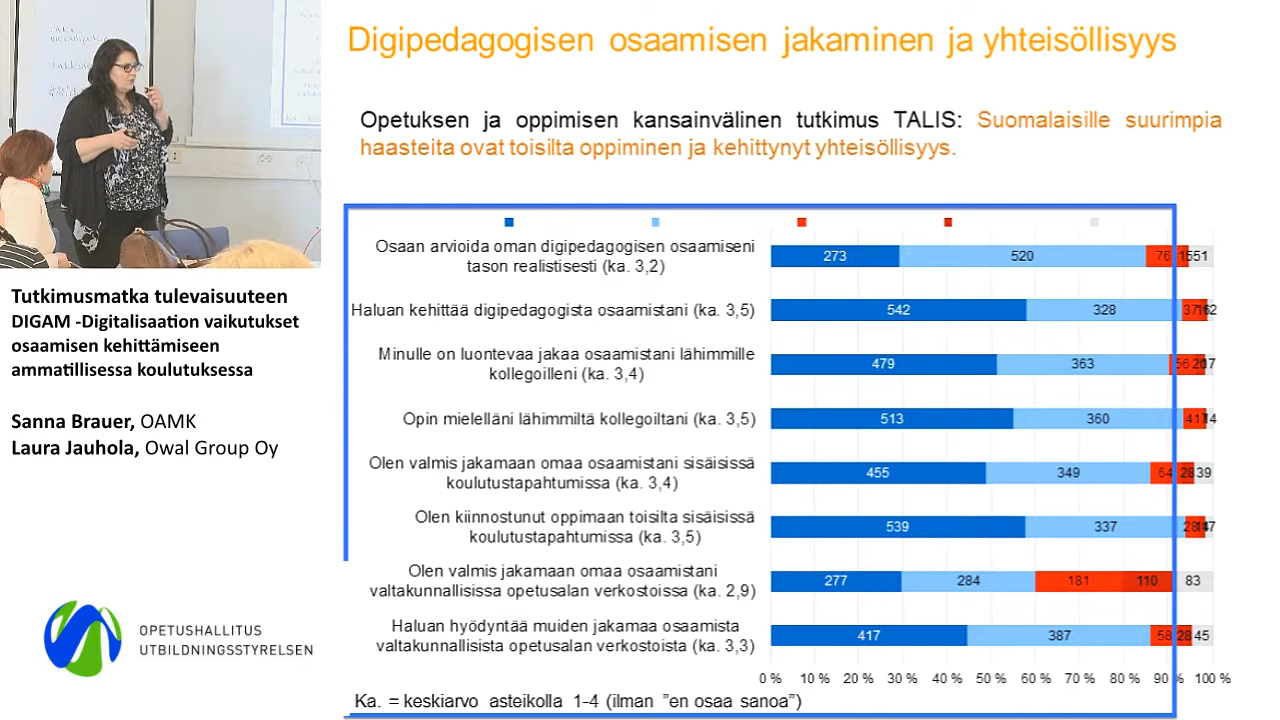 Digipedagogisen osaamisen jakaminen ja yhteisöllisyys
Opetuksen ja oppimisen kansainvälinen tutkimus TALIS: Suomalaisille suurimpia
haasteita ovat toisilta oppiminen ja kehittynyt yhteisöllisyys.
Osaan arvioida oman digipedagogisen osaamiseni
tason realistisesti (ka. 3,2)
273 520 76 51
Haluan kehittää digipedagogista osaamistani (ka. 3,5)
542 328 37
Minulle on luontevaa jakaa osaamistani lähimmille
kollegoilleni (ka. 3,4)
479 363 56 20
Opin mielelläni lähimmiltä kollegoiltani (ka. 3,5)
513 360 41
Olen valmis jakamaan omaa osaamistani sisäisissä
koulutustapahtumissa (ka. 3,4)
455 349 64 28 39
Olen kiinnostunut oppimaan toisilta sisäisissä
koulutustapahtumissa (ka. 3,5)
539 337 28
Olen valmis jakamaan omaa osaamistani
valtakunnallisissa opetusalan verkostoissa (ka. 2,9)
277 284 181 110 83
Haluan hyödyntää muiden jakamaa osaamista
valtakunnallisista opetusalan verkostoista (ka. 3,3)
417 387 58 28 45
0 % 10 % 20 % 30 % 40 % 50 % 60 % 70 % 80 % 90 % 100 %
Ka. = keskiarvo asteikolla 1-4 (ilman ”en osaa sanoa”)
Tutkimusmatka tulevaisuuteen
DIGAM -Digitalisaation vaikutukset
osaamisen kehittämiseen
ammatillisessa koulutuksessa
Sanna Brauer, OAMK
Laura Jauhola, Owal Group Oy
OPETUSHALLITUS
UTBILDNINGSSTYRELSEN